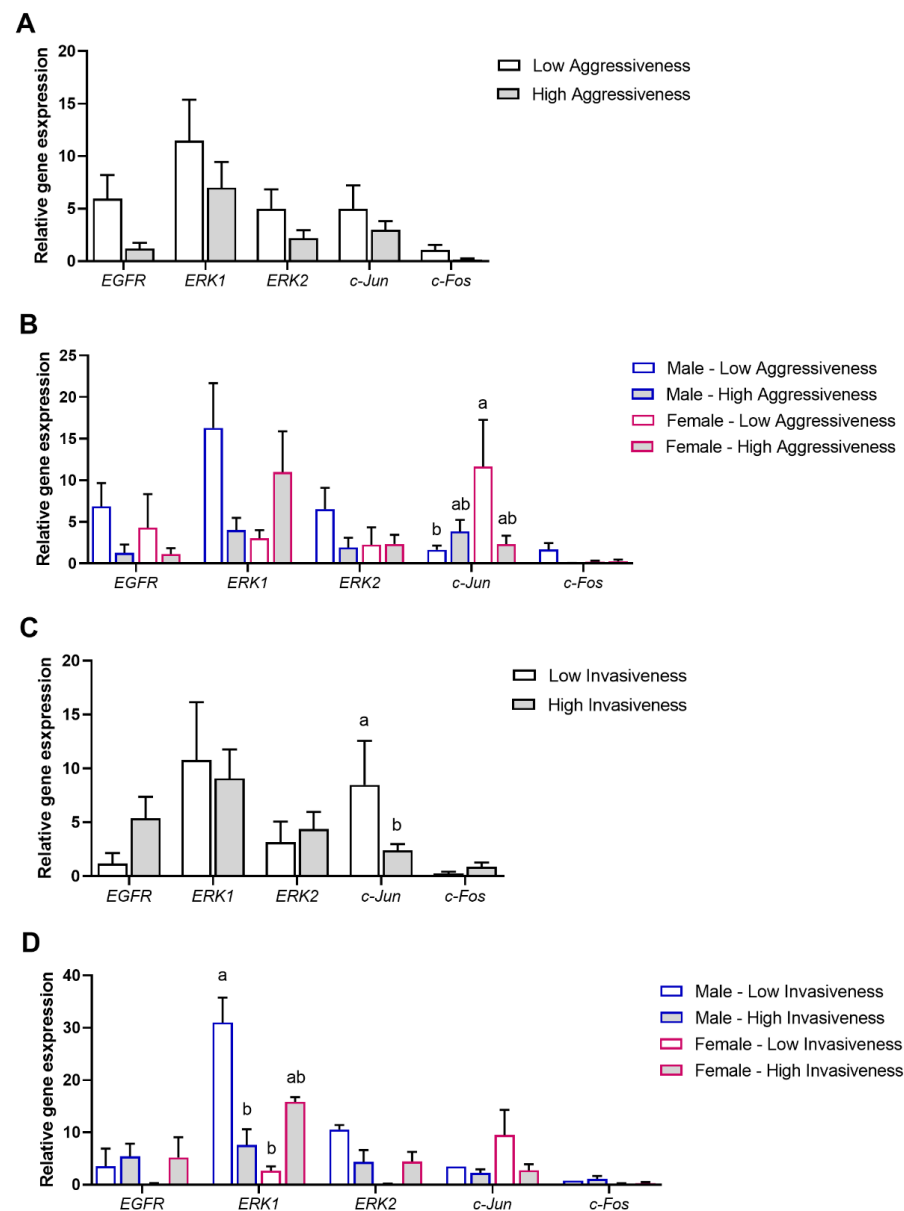 A
Relative gene esxpression
20
15
10
5
0
EGFR ERK1 ERK2 c-Jun c-Fos
Low Aggressiveness
High Aggressiveness
B
Relative gene esxpression
25
20
15
10
5
0
b ab a ab
EGFR ERK1 ERK2 c-Jun c-Fos
Male - Low Aggressiveness
Male - High Aggressiveness
Female - Low Aggressiveness
Female - High Aggressiveness
C
Relative gene esxpression
20
15
10
5
0
a b
EGFR ERK1 ERK2 c-Jun c-Fos
Low Invasiveness
High Invasiveness
D
Relative gene esxpression
40
30
20
10
0
a b b ab
EGFR ERK1 ERK2 c-Jun c-Fos
Male - Low Invasiveness
Male - High Invasiveness
Female - Low Invasiveness
Female - High Invasiveness